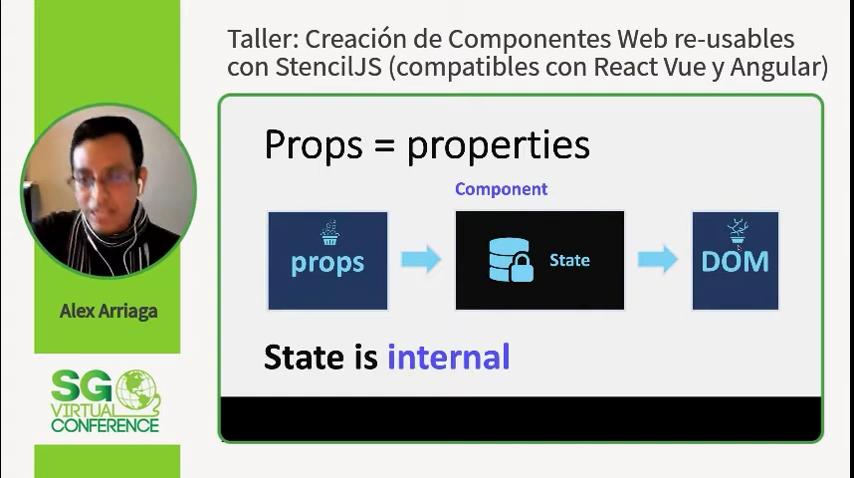 Taller: Creación de Componentes Web re-usables
con StencilJS (compatibles con React Vue y Angular)
Props = properties
Component
props
State
DOM
State is internal
Alex Arriaga
SG
VIRTUAL
CONFERENCE